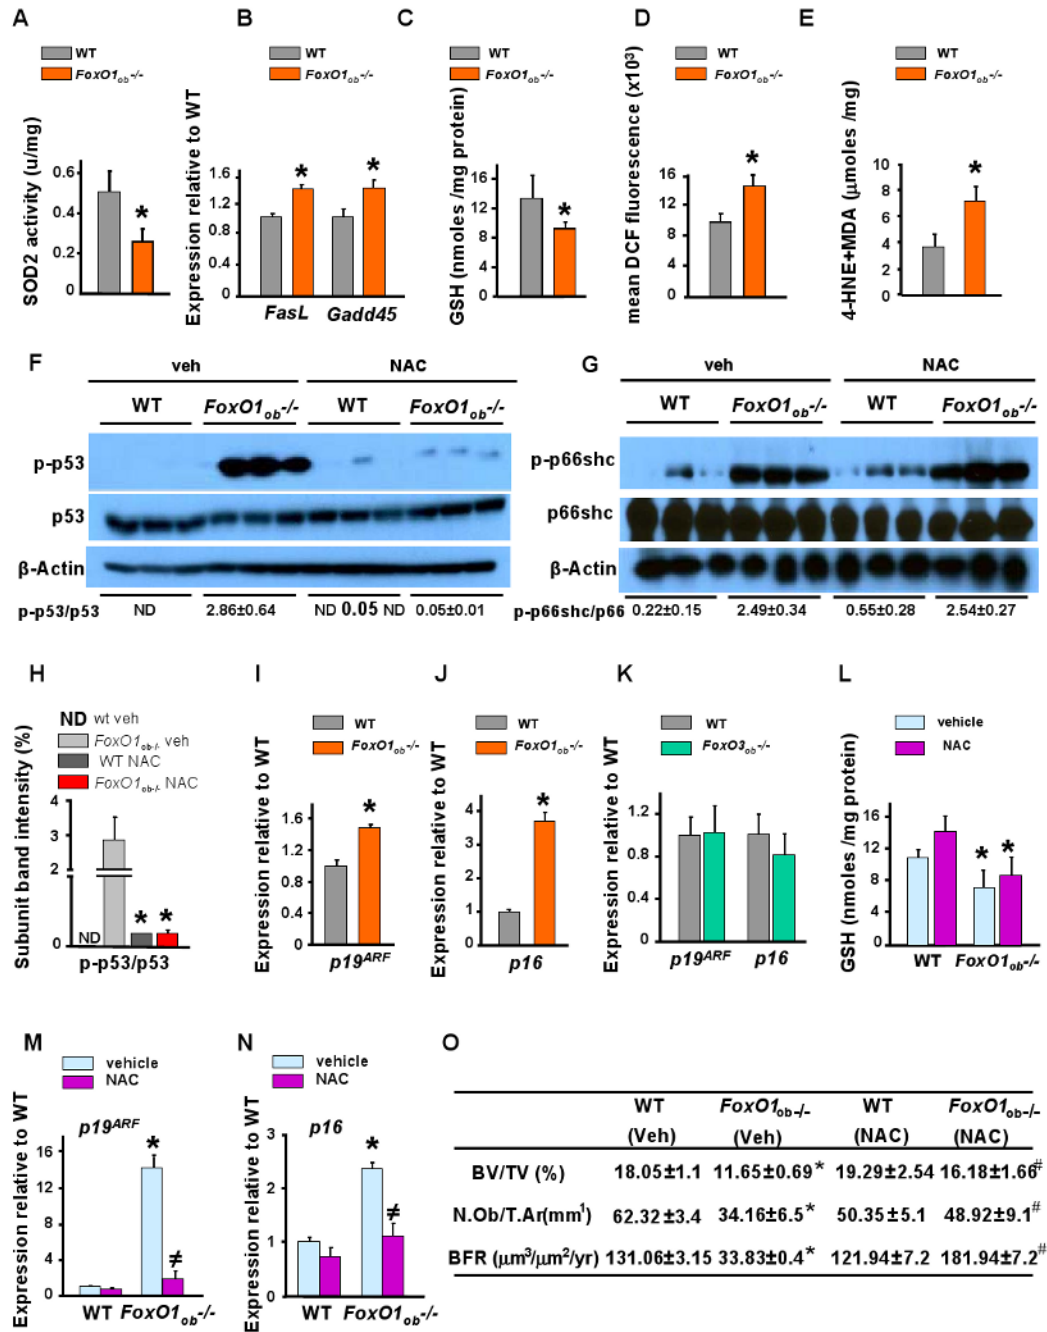 A
WT
FoxO1ob-/-
SOD2 activity (u/mg)
0.6
0.4
0.2
0
*
B
WT
FoxO1ob-/-
Expression relative to WT
1.6
1.2
0.4
0
* *
FasL Gadd45
C
WT
FoxO1ob-/-
GSH (nmoles /mg protein)
16
12
8
4
0
*
D
WT
FoxO1ob-/-
mean DCF fluorescence (x10³)
16
12
8
4
0
*
E
WT
FoxO1ob-/-
4-HNE+MDA (μmoles /mg)
10
8
6
4
2
0
*
F
veh NAC
WT FoxO1ob-/- WT FoxO1ob-/-
p-p53
p53
β-Actin
p-p53/p53 ND 2.86±0.64 ND 0.05 ND 0.05±0.01
G
veh NAC
WT FoxO1ob-/- WT FoxO1ob-/-
p-p66shc
p66shc
β-Actin
p-p66shc/p66 0.22±0.15 2.49±0.34 0.55±0.28 2.54±0.27
H
ND wt veh
FoxO1ob-/- veh
WT NAC
FoxO1ob-/- NAC
Subunit band intensity (%)
4
3
2
0
ND * *
p-p53/p53
I
WT
FoxO1ob-/-
Expression relative to WT
1.6
1.2
0.8
0.4
0
*
p19ARF
J
WT
FoxO1ob-/-
Expression relative to WT
4
3
2
1
0
*
p16
K
WT
FoxO3ob-/-
Expression relative to WT
1.2
0.8
0.4
0
p19ARF p16
L
vehicle
NAC
GSH (nmoles /mg protein)
16
12
8
4
0
* *
WT FoxO1ob-/-
M
vehicle
NAC
Expression relative to WT
p19ARF
16
12
8
4
0
*
≠
WT FoxO1ob-/-
N
vehicle
NAC
Expression relative to WT
p16
3
2
1
0
*
≠
WT FoxO1ob-/-
O
WT FoxO1ob-/- WT FoxO1ob-/-
(Veh) (Veh) (NAC) (NAC)
BV/TV (%) 18.05±1.1 11.65±0.69* 19.29±2.54 16.18±1.66#
N.Ob/T.Ar(mm¹) 62.32±3.4 34.16±6.5* 50.35±5.1 48.92±9.1#
BFR (μm³/μm²/yr) 131.06±3.15 33.83±0.4* 121.94±7.2 181.94±7.2#